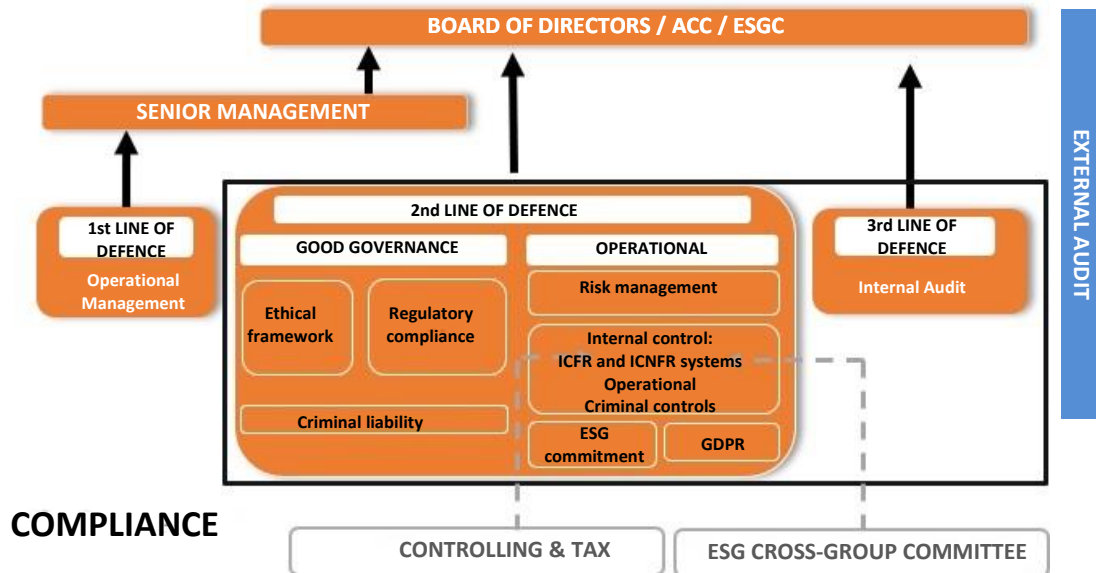 BOARD OF DIRECTORS / ACC / ESGC
SENIOR MANAGEMENT
EXTERNAL AUDIT
1st LINE OF
DEFENCE
Operational
Management
2nd LINE OF DEFENCE
GOOD GOVERNANCE
Ethical
framework
Regulatory
compliance
Criminal liability
OPERATIONAL
Risk management
Internal control:
ICFR and ICNFR systems
Operational
Criminal controls
ESG
commitment
GDPR
3rd LINE OF
DEFENCE
Internal Audit
COMPLIANCE
CONTROLLING & TAX
ESG CROSS-GROUP COMMITTEE